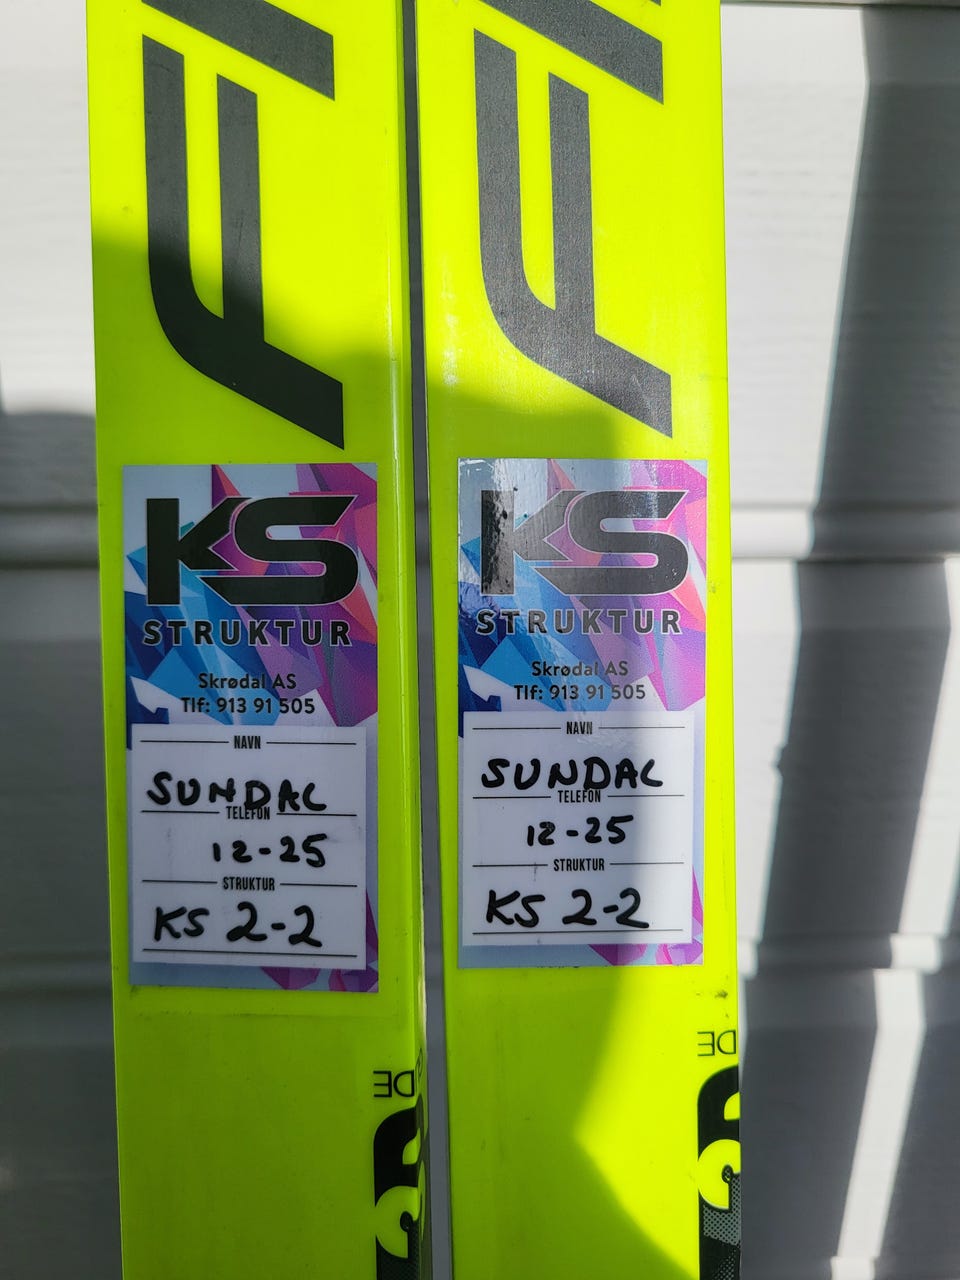 KS
STRUKTUR
Skrødal AS
Tlf: 913 91 505
NAVN
SUNDAL
TELEFON
12-25
STRUKTUR
KS 2-2
KS
STRUKTUR
Skrødal AS
Tlf: 913 91 505
NAVN
SUNDAL
TELEFON
12-25
STRUKTUR
KS 2-2